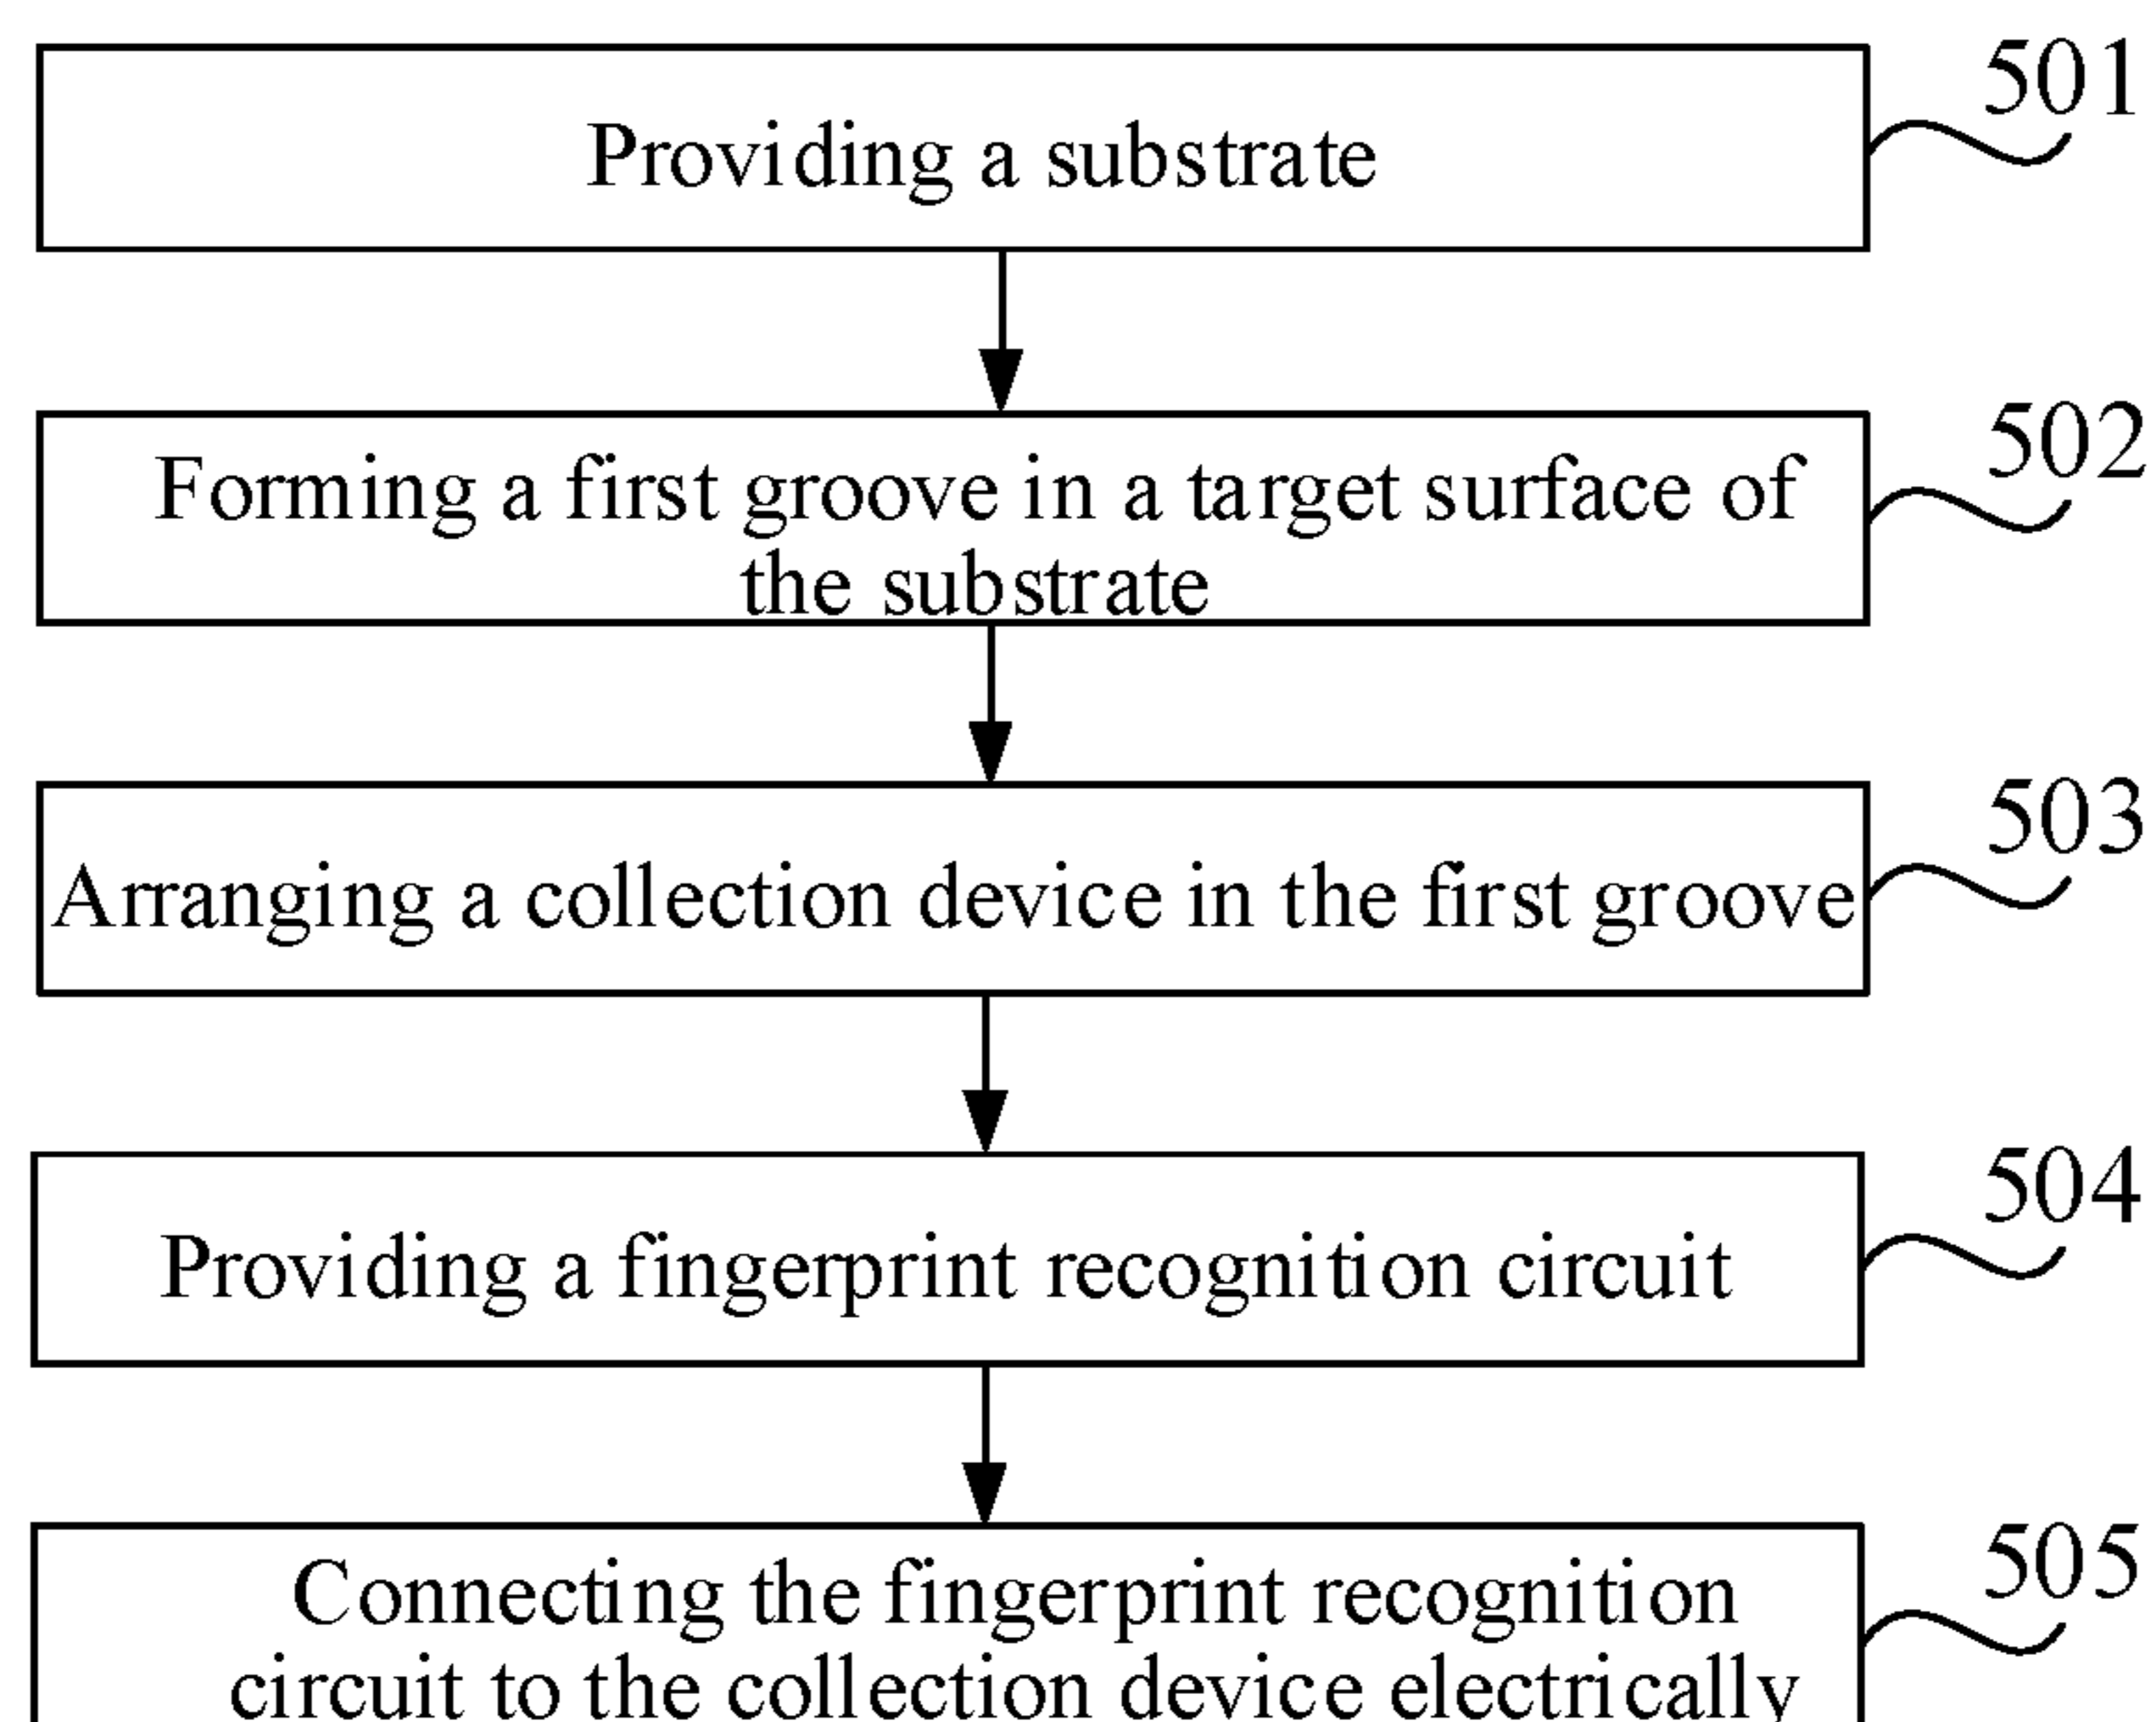 501
Providing a substrate
502
Forming a first groove in a target surface of
the substrate
503
Arranging a collection device in the first groove
504
Providing a fingerprint recognition circuit
505
Connecting the fingerprint recognition
circuit to the collection device electrically